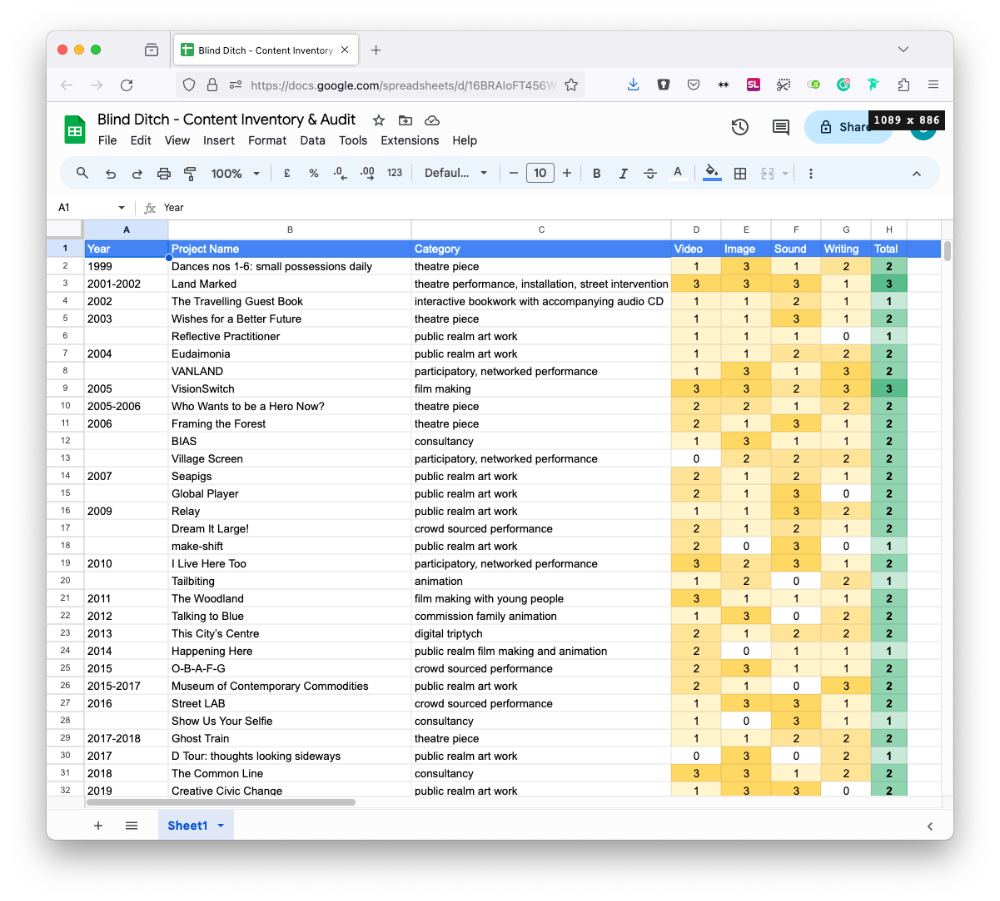 Blind Ditch - Content Inventory
https://docs.google.com/spreadsheets/d/16BRAIoFT456W
Blind Ditch - Content Inventory & Audit
Share
1089 x 886
File Edit View Insert Format Data Tools Extensions Help
100% £ % .0 .00 123 Defaul... − 10 + B I A
A1 fx Year
A B C D E F G H
1 Year Project Name Category Video Image Sound Writing Total
2 1999 Dances nos 1-6: small possessions daily theatre piece 1 3 1 2 2
3 2001-2002 Land Marked theatre performance, installation, street intervention 3 3 3 1 3
4 2002 The Travelling Guest Book interactive bookwork with accompanying audio CD 1 1 2 1 1
5 2003 Wishes for a Better Future theatre piece 1 1 3 1 2
6 Reflective Practitioner public realm art work 1 1 1 0 1
7 2004 Eudaimonia public realm art work 1 1 2 2 2
8 VANLAND participatory, networked performance 1 3 1 3 2
9 2005 VisionSwitch film making 3 3 2 3 3
10 2005-2006 Who Wants to be a Hero Now? theatre piece 2 2 1 2 2
11 2006 Framing the Forest theatre piece 2 1 3 1 2
12 BIAS consultancy 1 3 1 1 2
13 Village Screen participatory, networked performance 0 2 2 2 2
14 2007 Seapigs public realm art work 2 1 2 1 2
15 Global Player public realm art work 2 1 3 0 2
16 2009 Relay public realm art work 1 1 3 2 2
17 Dream It Large! crowd sourced performance 2 1 2 1 2
18 make-shift public realm art work 2 0 3 0 1
19 2010 I Live Here Too participatory, networked performance 3 2 3 1 2
20 Tailbiting animation 1 2 0 2 1
21 2011 The Woodland film making with young people 3 1 1 1 2
22 2012 Talking to Blue commission family animation 1 3 0 2 2
23 2013 This City's Centre digital triptych 2 1 2 2 2
24 2014 Happening Here public realm film making and animation 2 0 1 1 1
25 2015 O-B-A-F-G crowd sourced performance 2 3 1 1 2
26 2015-2017 Museum of Contemporary Commodities public realm art work 2 1 0 3 2
27 2016 Street LAB crowd sourced performance 1 3 3 1 2
28 Show Us Your Selfie consultancy 1 0 3 1 1
29 2017-2018 Ghost Train theatre piece 1 1 2 2 2
30 2017 D Tour: thoughts looking sideways public realm art work 0 3 0 2 1
31 2018 The Common Line consultancy 3 3 1 2 2
32 2019 Creative Civic Change public realm art work 1 3 3 0 2
Sheet1